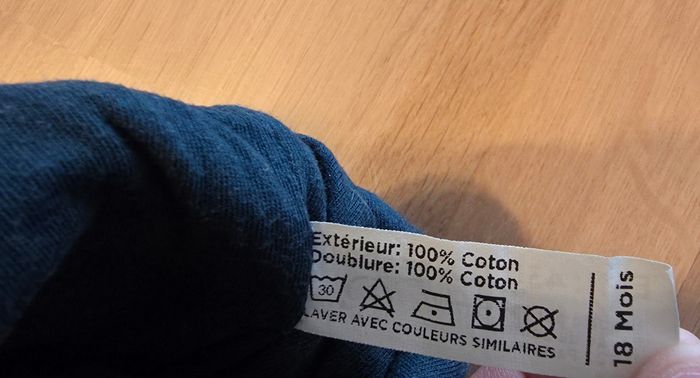 Extérieur: 100% Coton
Doublure: 100% Coton
30
LAVER AVEC COULEURS SIMILAIRES
18 Mois